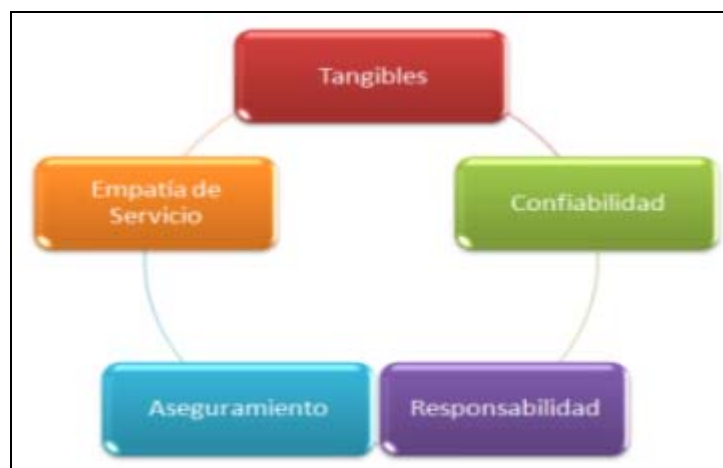 Tangibles
Confiabilidad
Responsabilidad
Aseguramiento
Empatía de
Servicio